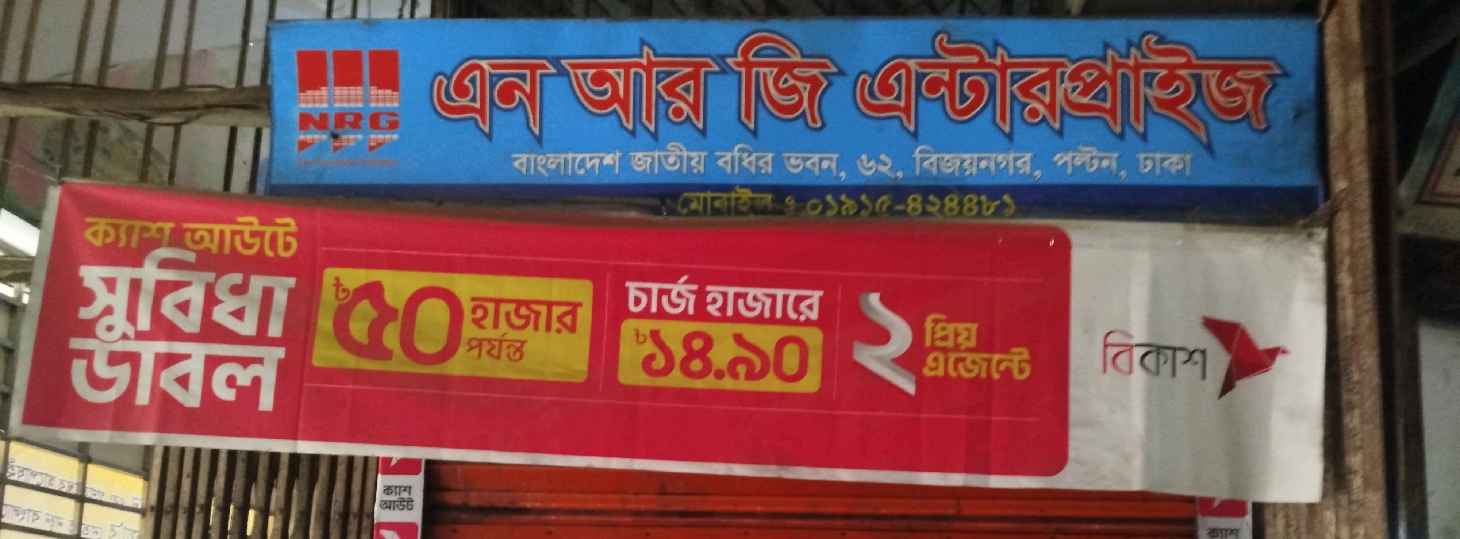 এন আর জি এন্টারপ্রাইজ
NRG
বাংলাদেশ জাতীয় বধির ভবন, ৬২, বিজয়নগর, পল্টন, ঢাকা
মোবাইল ঃ ০১৯১৫-৪২৪৪৮১
ক্যাশ আউটে
সুবিধা
ডাবল
৳৫০ হাজার
পর্যন্ত
চার্জ হাজারে
৳১৪.৯০
২ প্রিয়
এজেন্টে
বিকাশ
ক্যাশ
আউট
ক্যাশ